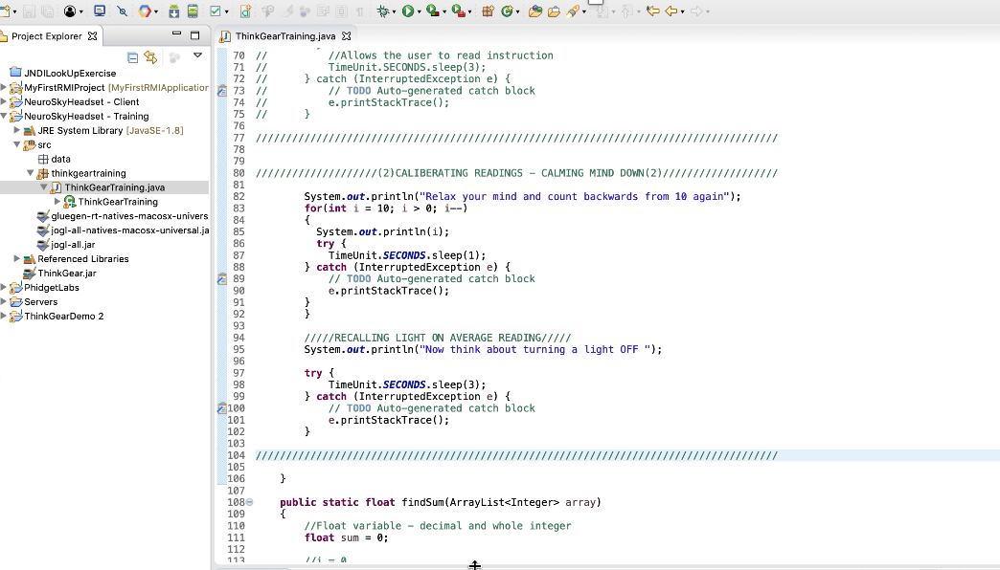 Project Explorer
JNDILookUpExercise
MyFirstRMIProject [MyFirstRMIApplication
NeuroSkyHeadset - Client
NeuroSkyHeadset - Training
JRE System Library [JavaSE-1.8]
src
data
thinkgeartraining
ThinkGearTraining.java
ThinkGearTraining
gluegen-rt-natives-macosx-univers
jogl-all-natives-macosx-universal.ja
jogl-all.jar
Referenced Libraries
ThinkGear.jar
PhidgetLabs
Servers
ThinkGearDemo 2
ThinkGearTraining.java
70 // //Allows the user to read instruction
71 // TimeUnit.SECONDS.sleep(3);
72 // } catch (InterruptedException e) {
73 // // TODO Auto-generated catch block
74 // e.printStackTrace();
75 // }
76
77 //////////////////////////////////////////////////////////////////////////////////////
78
79
80 ////////////////////(2)CALIBERATING READINGS - CALMING MIND DOWN(2)///////////////////
81
82 System.out.println("Relax your mind and count backwards from 10 again");
83 for(int i = 10; i > 0; i--)
84 {
85 System.out.println(i);
86 try {
87 TimeUnit.SECONDS.sleep(1);
88 } catch (InterruptedException e) {
89 // TODO Auto-generated catch block
90 e.printStackTrace();
91 }
92 }
93
94 /////RECALLING LIGHT ON AVERAGE READING/////
95 System.out.println("Now think about turning a light OFF ");
96
97 try {
98 TimeUnit.SECONDS.sleep(3);
99 } catch (InterruptedException e) {
100 // TODO Auto-generated catch block
101 e.printStackTrace();
102 }
103
104 //////////////////////////////////////////////////////////////////////////////////////
105
106 }
107
108 public static float findSum(ArrayList<Integer> array)
109 {
110 //Float variable - decimal and whole integer
111 float sum = 0;
112
113 //i = 0